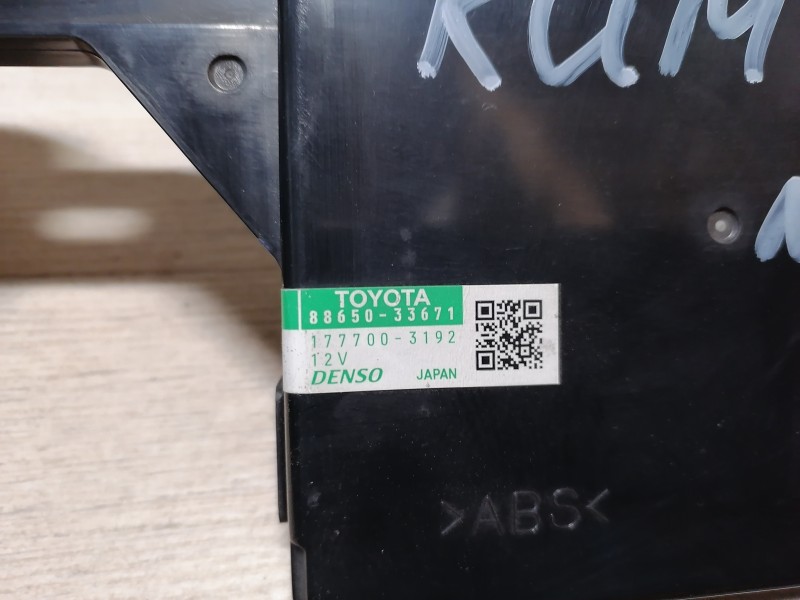 TOYOTA
88650-33671
177700-3192
12V
DENSO JAPAN
>ABS<